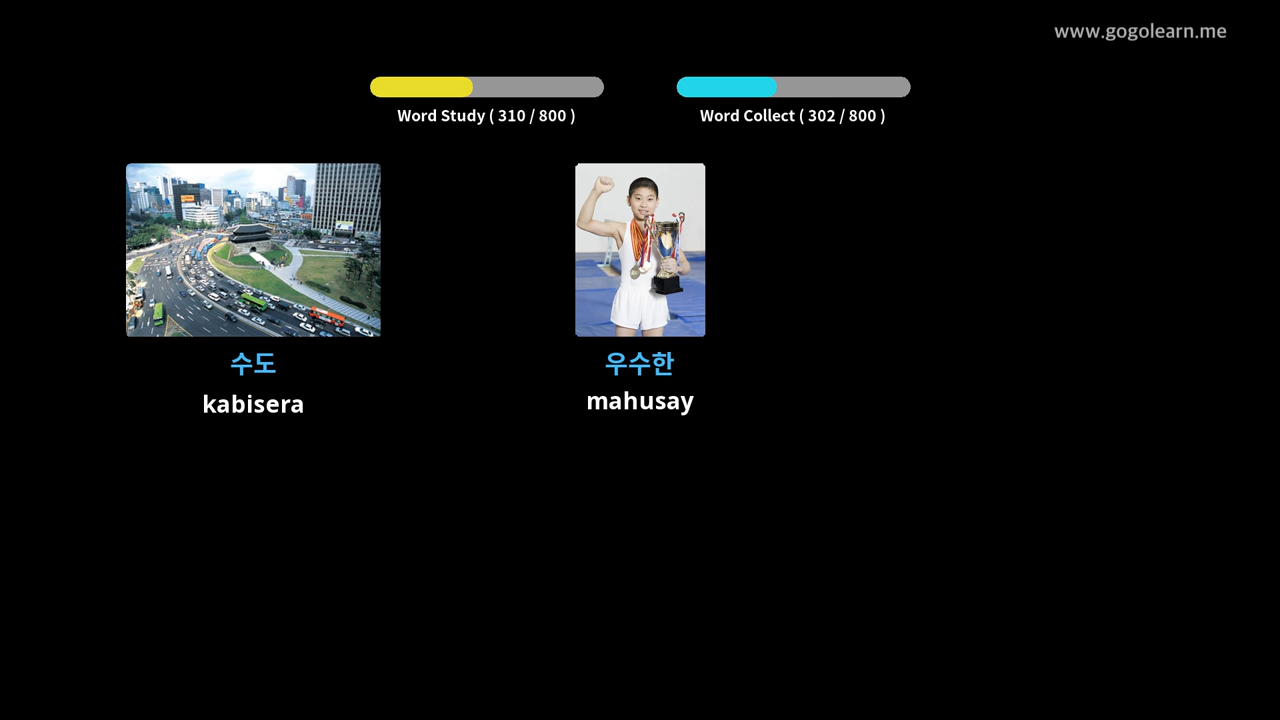 www.gogolearn.me
Word Study ( 310 / 800 )
Word Collect ( 302 / 800 )
수도
kabisera
우수한
mahusay